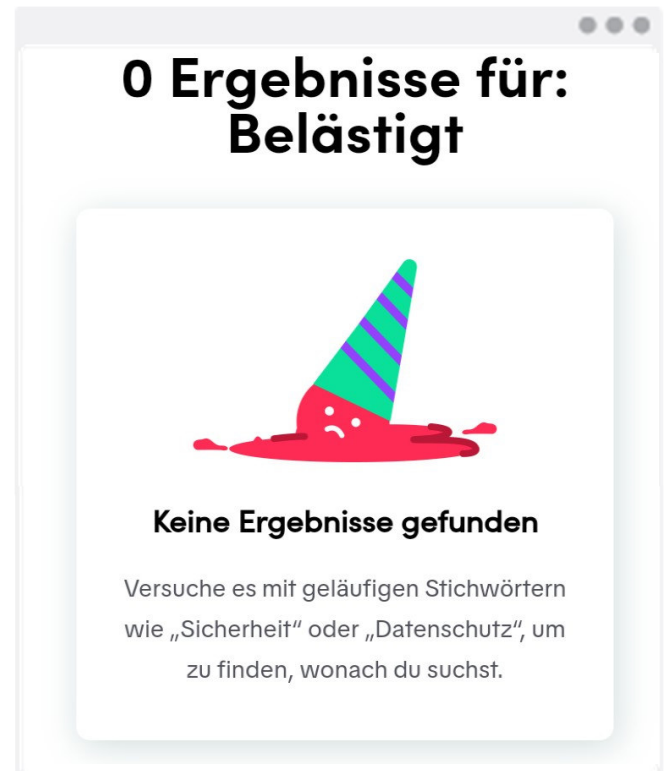 0 Ergebnisse für:
Belästigt
Keine Ergebnisse gefunden
Versuche es mit geläufigen Stichwörtern
wie „Sicherheit“ oder „Datenschutz“, um
zu finden, wonach du suchst.